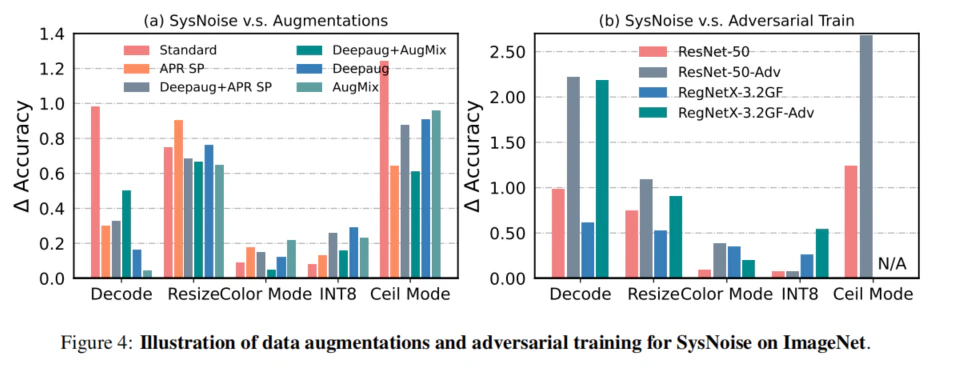 (a) SysNoise v.s. Augmentations
1.4
1.2
1.0
0.8
0.6
0.4
0.2
0.0
Δ Accuracy
Standard
APR SP
Deepaug+APR SP
Deepaug+AugMix
Deepaug
AugMix
Decode
Resize
Color Mode
INT8
Ceil Mode
(b) SysNoise v.s. Adversarial Train
2.50
2.00
1.50
1.00
0.50
0.00
Δ Accuracy
ResNet-50
ResNet-50-Adv
RegNetX-3.2GF
RegNetX-3.2GF-Adv
N/A
Decode
Resize
Color Mode
INT8
Ceil Mode
Figure 4: Illustration of data augmentations and adversarial training for SysNoise on ImageNet.